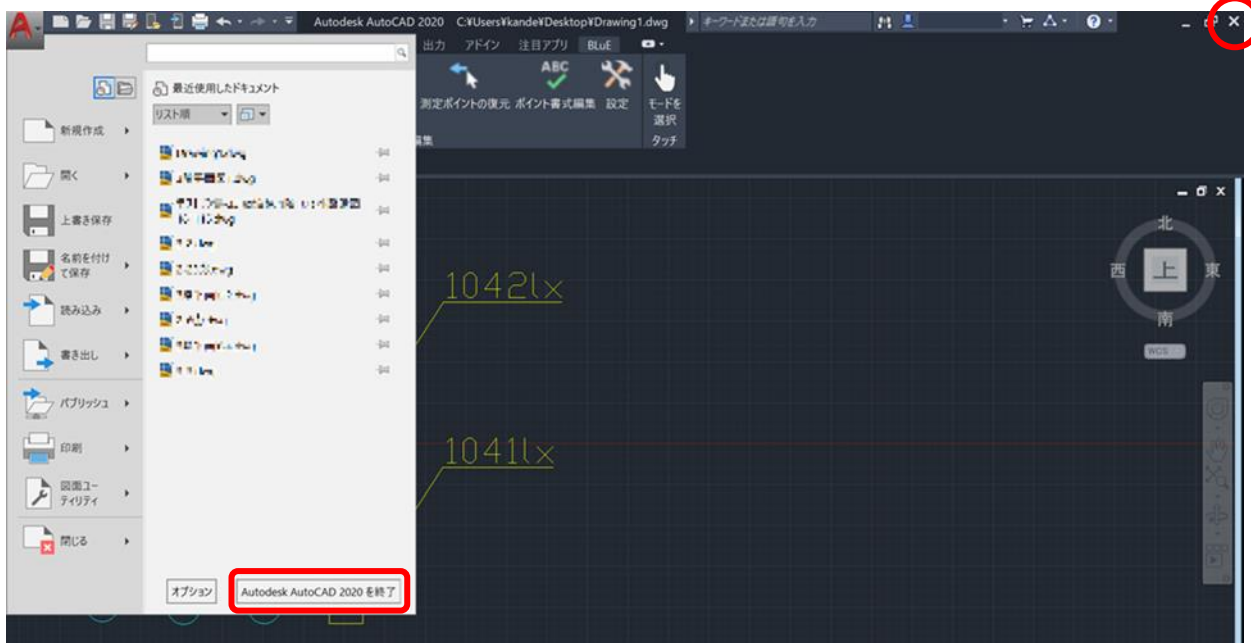 Autodesk AutoCAD 2020 C:¥Users¥kande¥Desktop¥Drawing1.dwg
キーワードまたは語句を入力
出力 アドイン 注目アプリ BLuE
ABC
測定ポイントの復元 ポイント書式編集 設定
モードを
選択
タッチ
編集
最近使用したドキュメント
リスト順
新規作成
開く
上書き保存
名前を付け
て保存
読み込み
書き出し
パブリッシュ
印刷
図面ユー
ティリティ
閉じる
オプション
Autodesk AutoCAD 2020 を終了
1042lx
1041lx
北
西
上
東
南
WCS